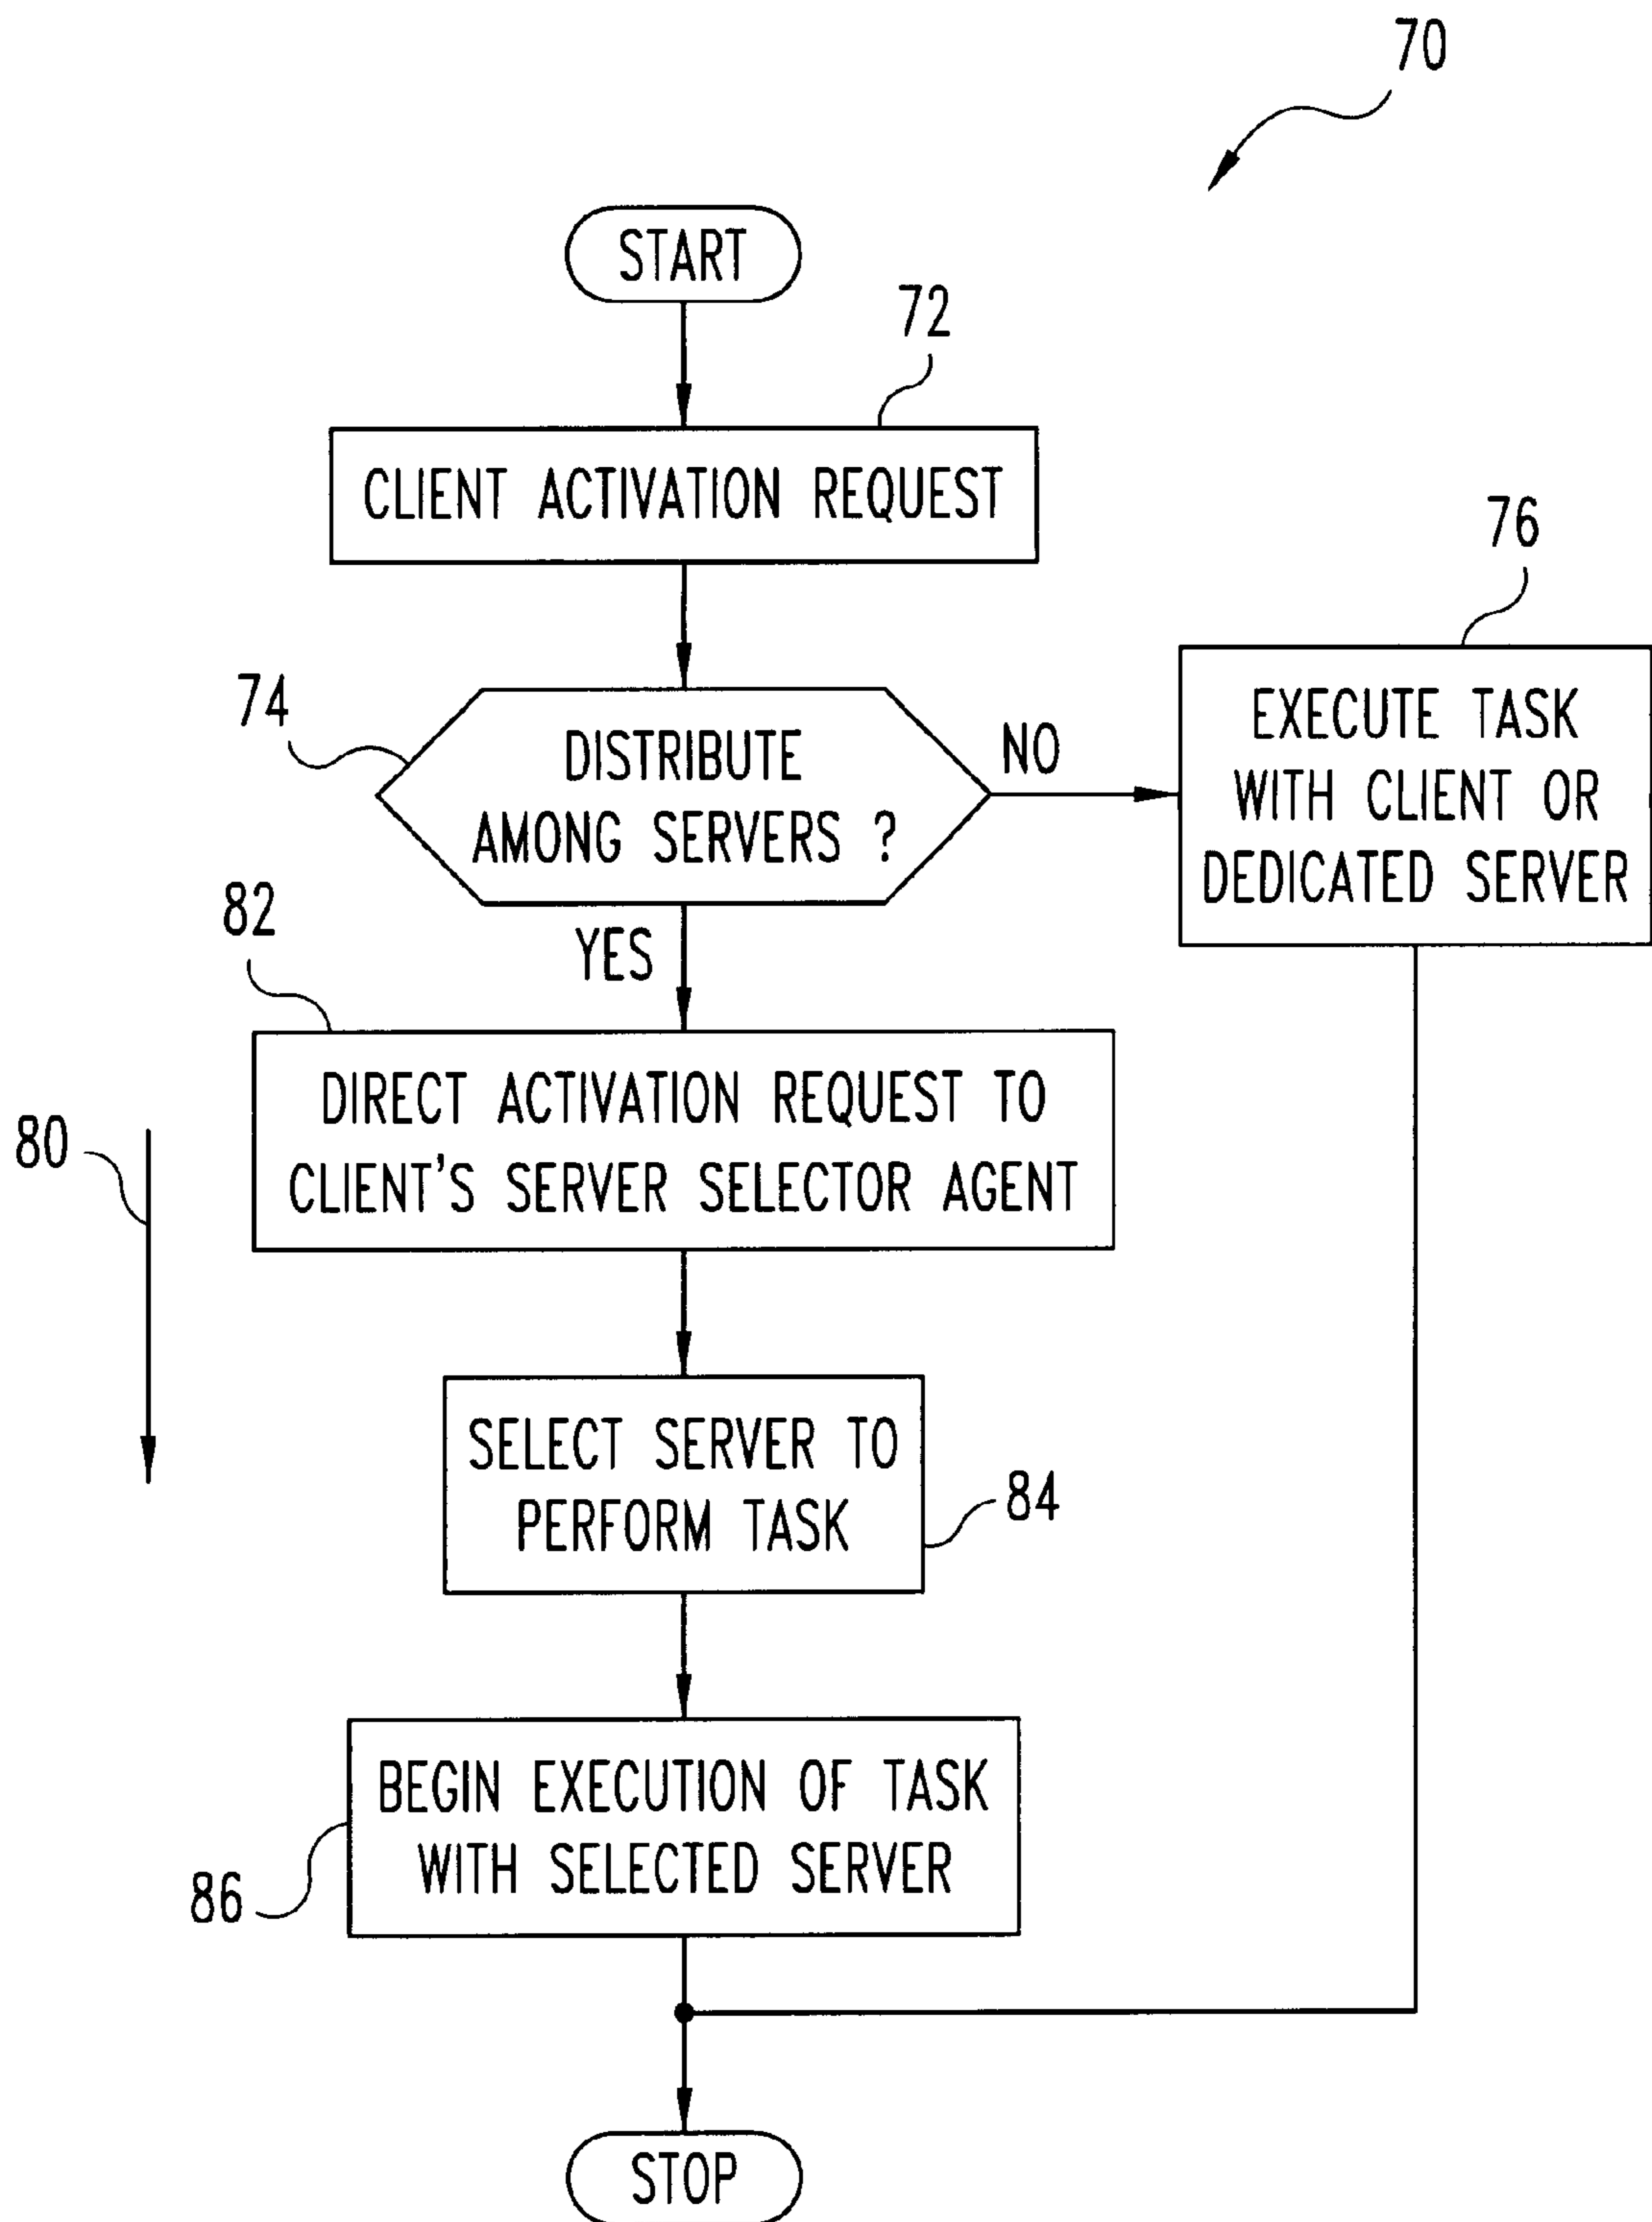 70
START
72
CLIENT ACTIVATION REQUEST
76
74
DISTRIBUTE
AMONG SERVERS ?
NO
EXECUTE TASK
WITH CLIENT OR
DEDICATED SERVER
82
YES
DIRECT ACTIVATION REQUEST TO
CLIENT'S SERVER SELECTOR AGENT
80
SELECT SERVER TO
PERFORM TASK
84
BEGIN EXECUTION OF TASK
WITH SELECTED SERVER
86
STOP